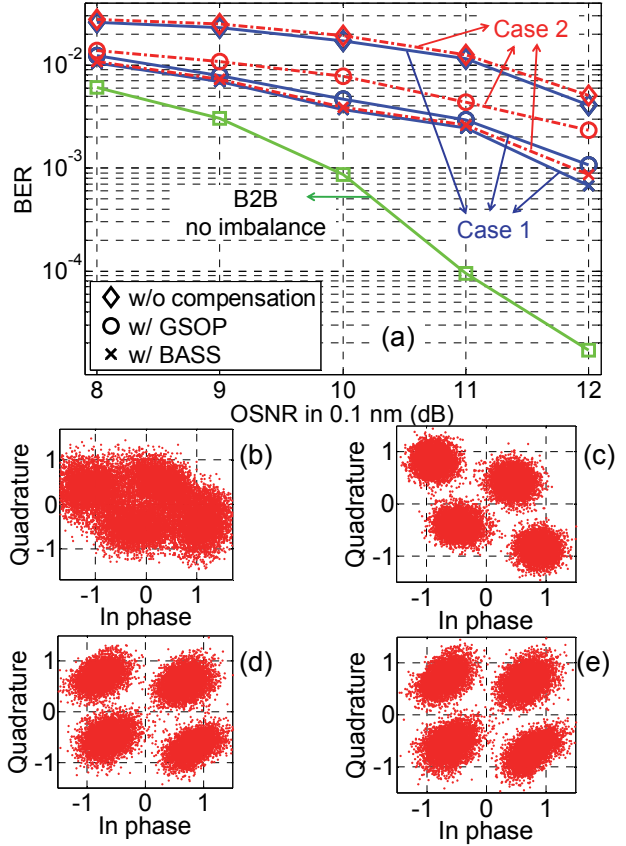 Case 2
10^-2
10^-3
10^-4
BER
B2B
no imbalance
Case 1
w/o compensation
w/ GSOP
w/ BASS
(a)
8 9 10 11 12
OSNR in 0.1 nm (dB)
(b)
Quadrature
1
0
-1
-1 0 1
In phase
(c)
Quadrature
1
0
-1
-1 0 1
In phase
(d)
Quadrature
1
0
-1
-1 0 1
In phase
(e)
Quadrature
1
0
-1
-1 0 1
In phase